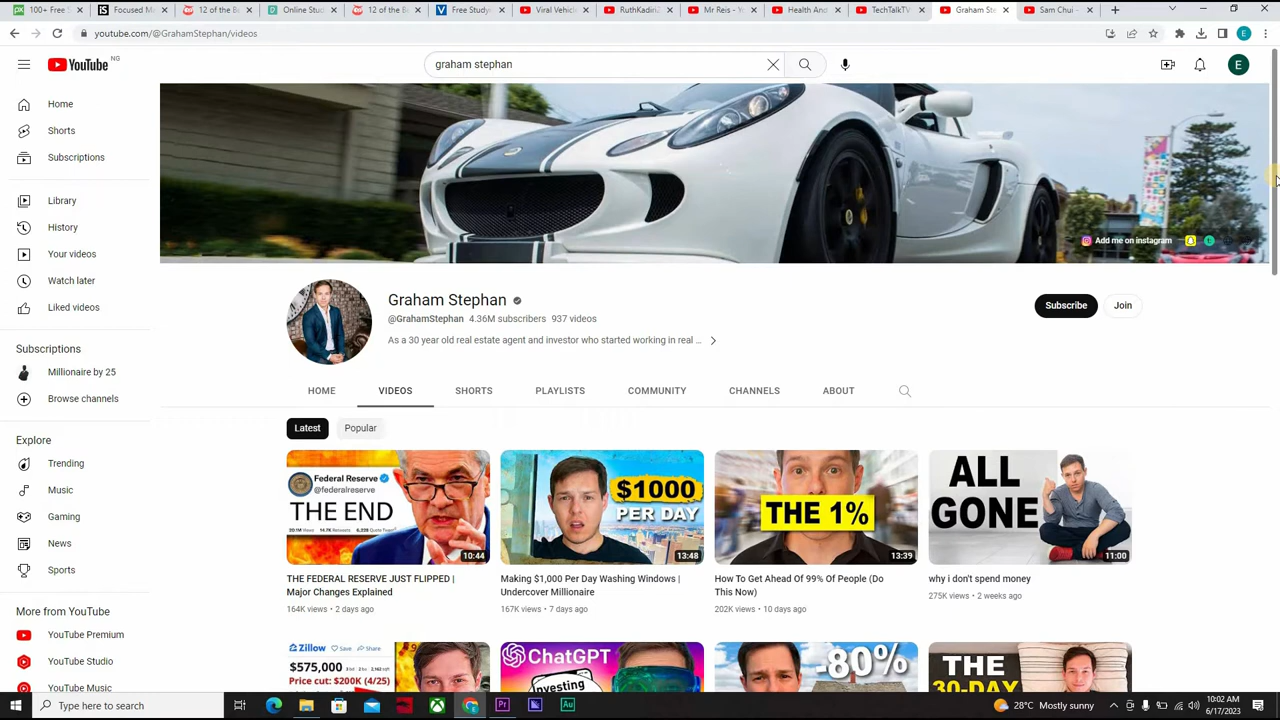 100+ Free S
Focused M
12 of the B
Online Stu
12 of the B
Free Study
Viral Vehicl
RuthKadiri
Mr Reis - Y
Health And
TechTalkTV
Graham St
Sam Chui -
youtube.com/@GrahamStephan/videos
YouTube NG
graham stephan
E
Home
Shorts
Subscriptions
Library
History
Your videos
Watch later
Liked videos
Subscriptions
Millionaire by 25
Browse channels
Explore
Trending
Music
Gaming
News
Sports
More from YouTube
YouTube Premium
YouTube Studio
YouTube Music
Add me on instagram
Graham Stephan
@GrahamStephan 4.36M subscribers 937 videos
As a 30 year old real estate agent and investor who started working in real ...
Subscribe
Join
HOME
VIDEOS
SHORTS
PLAYLISTS
COMMUNITY
CHANNELS
ABOUT
Latest
Popular
Federal Reserve
@federalreserve
THE END
10:44
THE FEDERAL RESERVE JUST FLIPPED |
Major Changes Explained
164K views • 2 days ago
$1000
PER DAY
13:48
Making $1,000 Per Day Washing Windows |
Undercover Millionaire
167K views • 7 days ago
THE 1%
13:39
How To Get Ahead Of 99% Of People (Do
This Now)
202K views • 10 days ago
ALL
GONE
11:00
why i don't spend money
275K views • 2 weeks ago
Zillow Save Share
$575,000
Price cut: $200K (4/25)
ChatGPT
Investing
-80%
THE
30-DAY
Type here to search
Pr
Au
28°C Mostly sunny
10:02 AM
6/17/2023